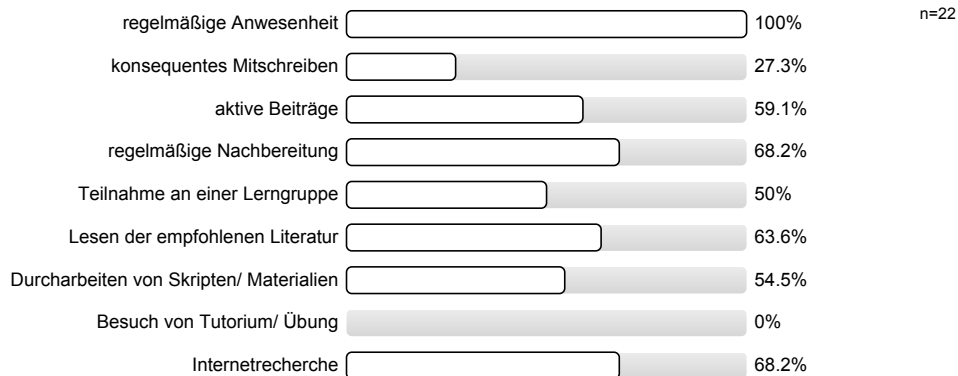 regelmäßige Anwesenheit 100% n=22
konsequentes Mitschreiben 27.3%
aktive Beiträge 59.1%
regelmäßige Nachbereitung 68.2%
Teilnahme an einer Lerngruppe 50%
Lesen der empfohlenen Literatur 63.6%
Durcharbeiten von Skripten/ Materialien 54.5%
Besuch von Tutorium/ Übung 0%
Internetrecherche 68.2%